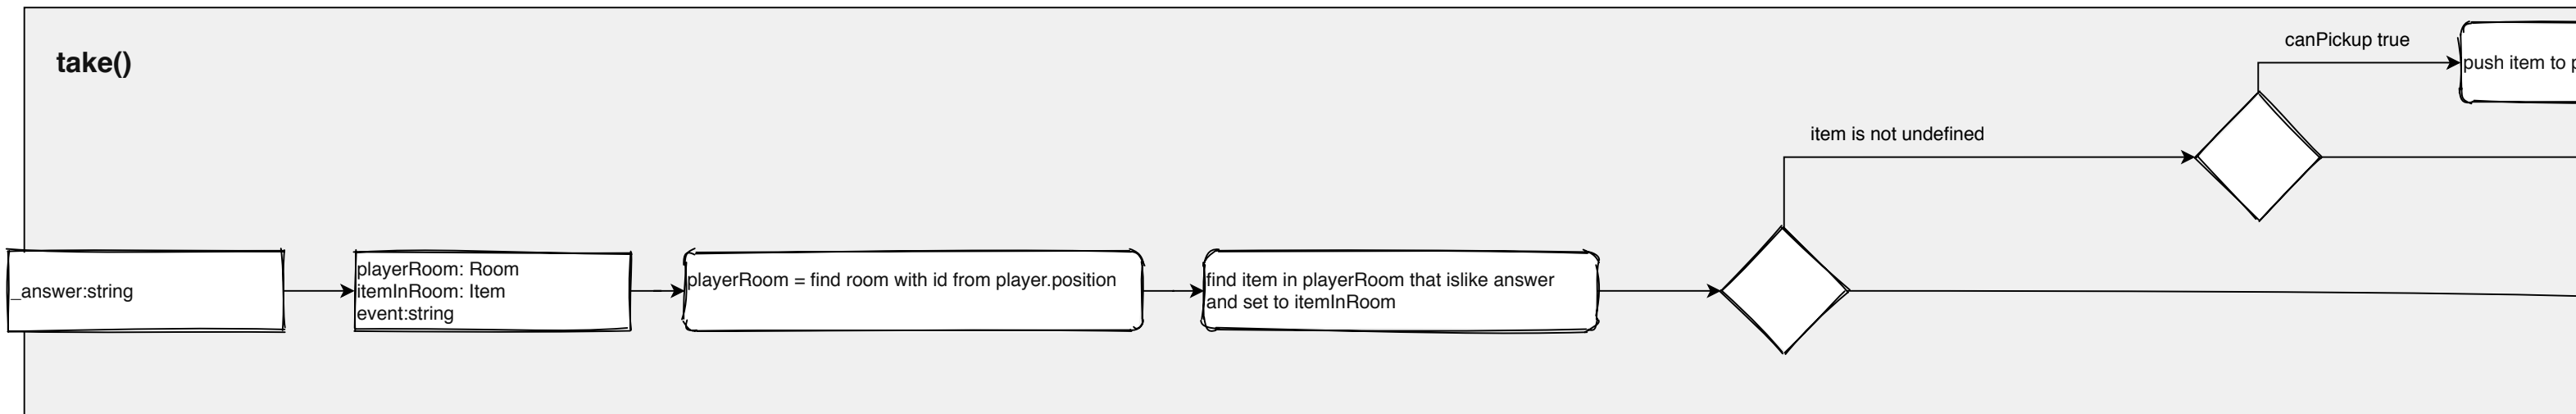 take()
canPickup true
push item to
item is not undefined
_answer:string
playerRoom: Room
itemInRoom: Item
event:string
playerRoom = find room with id from player.position
find item in playerRoom that islike answer
and set to itemInRoom